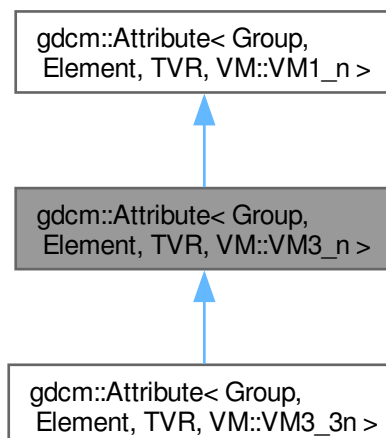 gdcm::Attribute< Group,
Element, TVR, VM::VM1_n >
gdcm::Attribute< Group,
Element, TVR, VM::VM3_n >
gdcm::Attribute< Group,
Element, TVR, VM::VM3_3n >